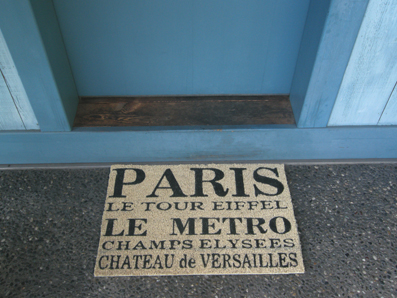 PARIS
LE TOUR EIFFEL
LE METRO
CHAMPS ELYSEES
CHATEAU de VERSAILLES